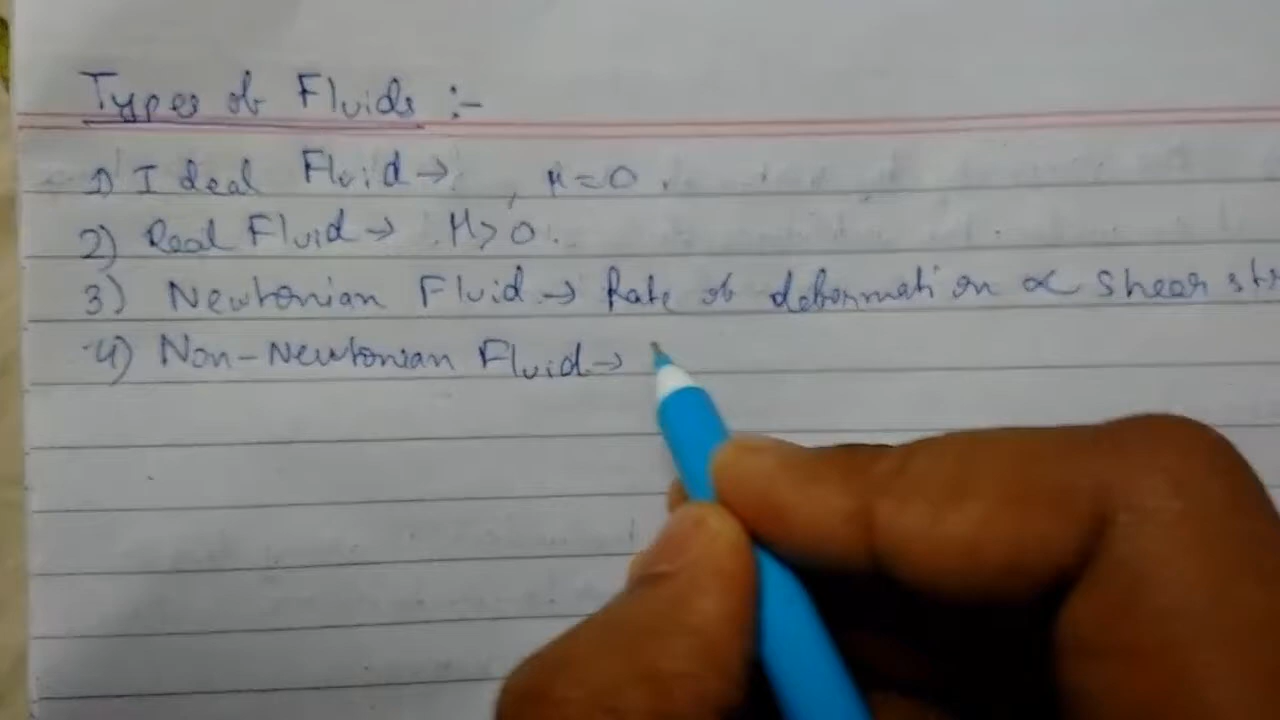 Types of Fluids :-
1) Ideal Fluid → , μ=0.
2) Real Fluid → μ>0.
3) Newtonian Fluid → Rate of deformation ∝ Shear str
4) Non-Newtonian Fluid →